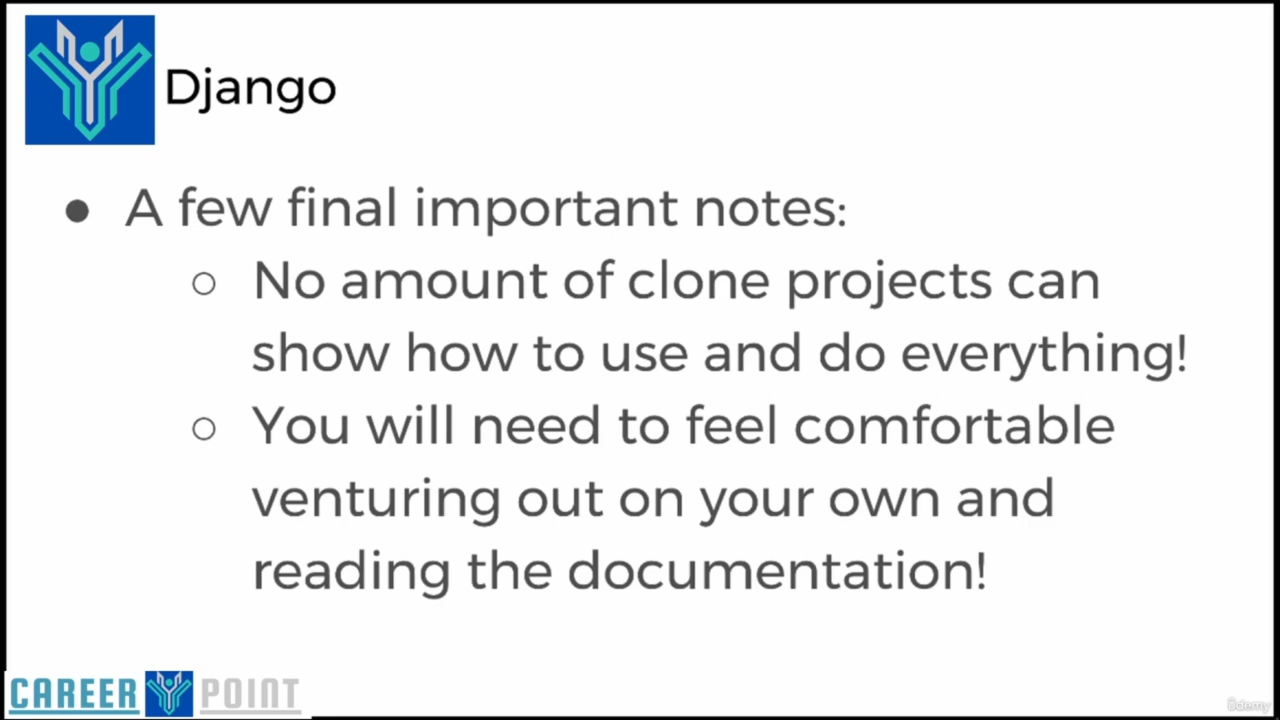 Django
● A few final important notes:
○ No amount of clone projects can
show how to use and do everything!
○ You will need to feel comfortable
venturing out on your own and
reading the documentation!
CAREER POINT
ûdemy